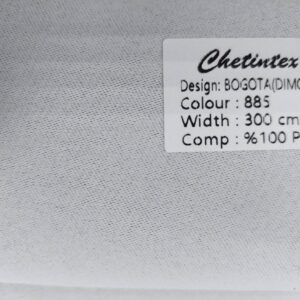 Chetintex
Design: BOGOTA(DIMO
Colour : 885
Width : 300 cm
Comp : %100 P